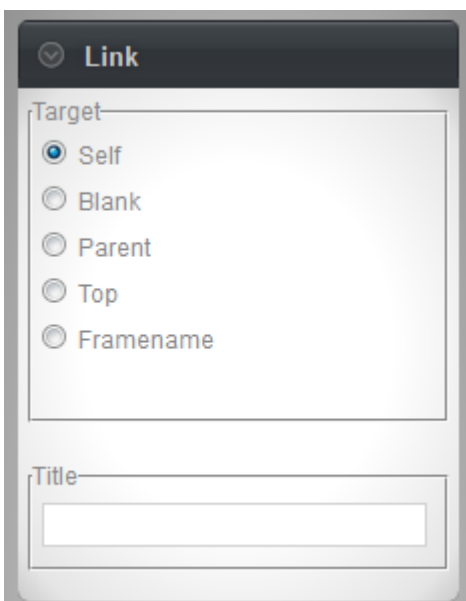 Link
Target
Self
Blank
Parent
Top
Framename
Title